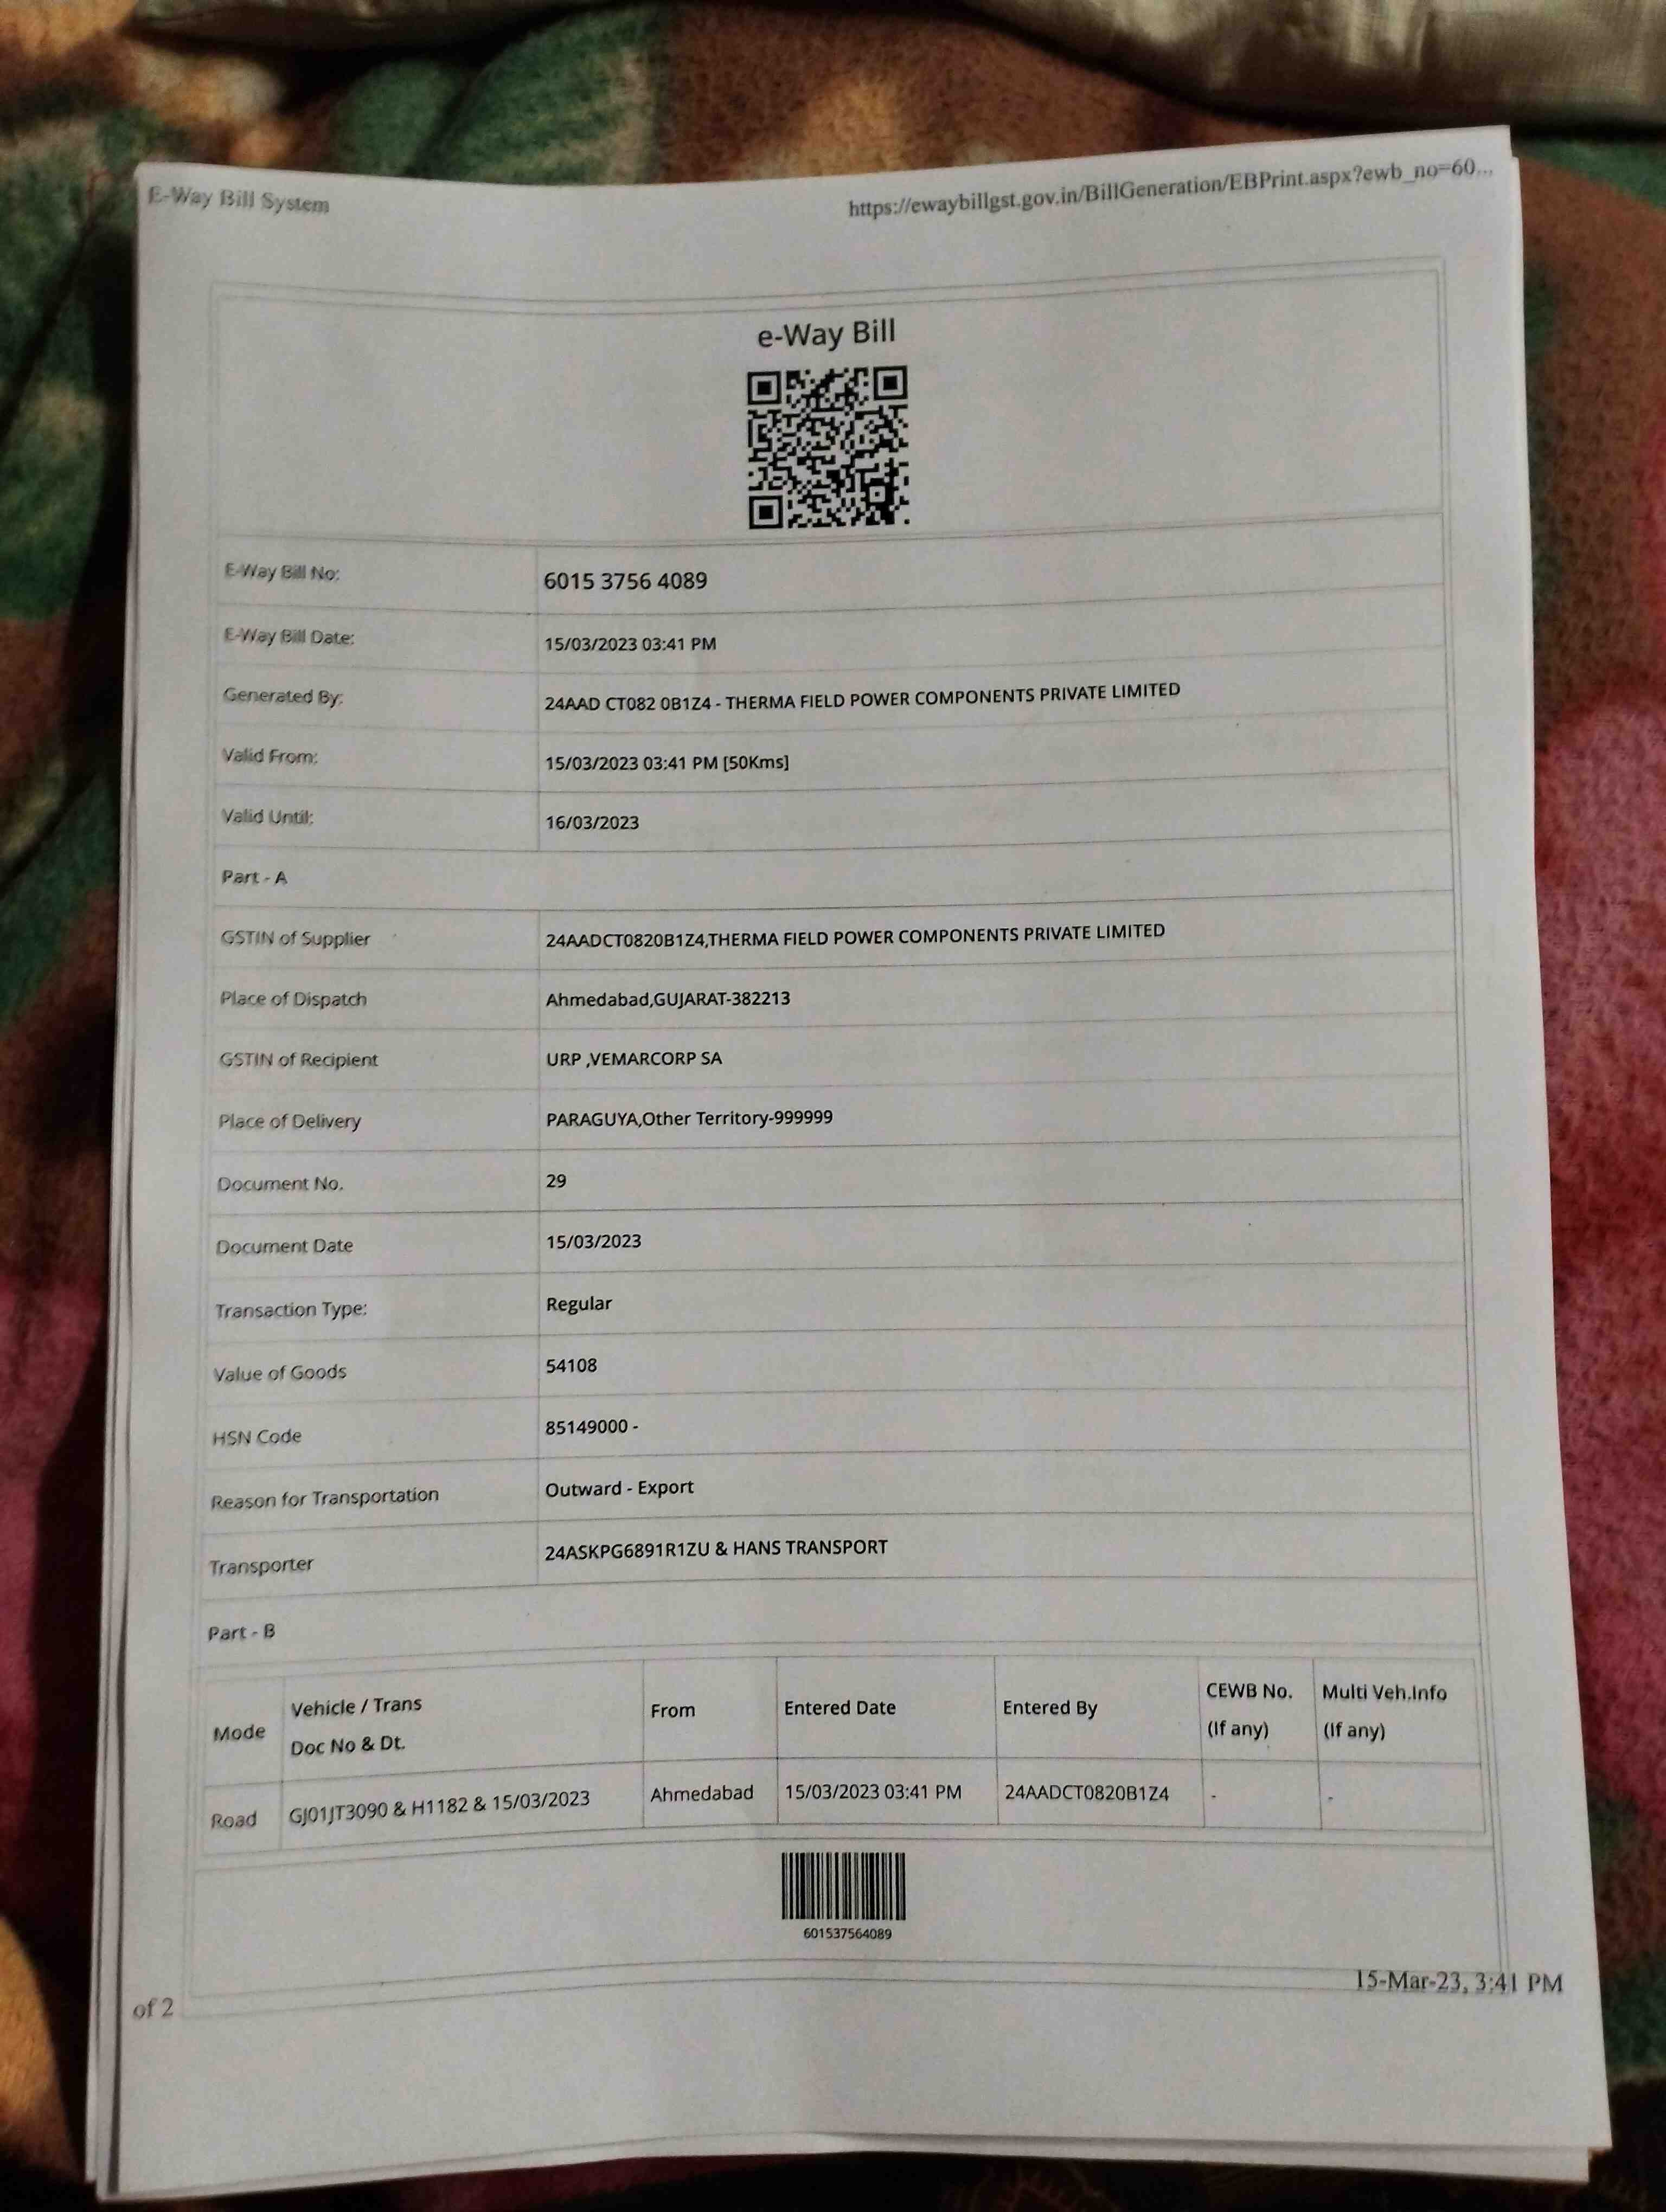 E-Way Bill System
https://ewaybillgst.gov.in/BillGeneration/EBPrint.aspx?ewb_no=60...
e-Way Bill
E-Way Bill No: 6015 3756 4089
E-Way Bill Date: 15/03/2023 03:41 PM
Generated By: 24AAD CT082 0B1Z4 - THERMA FIELD POWER COMPONENTS PRIVATE LIMITED
Valid From: 15/03/2023 03:41 PM [50Kms]
Valid Until: 16/03/2023
Part - A
GSTIN of Supplier 24AADCT0820B1Z4,THERMA FIELD POWER COMPONENTS PRIVATE LIMITED
Place of Dispatch Ahmedabad,GUJARAT-382213
GSTIN of Recipient URP ,VEMARCORP SA
Place of Delivery PARAGUYA,Other Territory-999999
Document No. 29
Document Date 15/03/2023
Transaction Type: Regular
Value of Goods 54108
HSN Code 85149000 -
Reason for Transportation Outward - Export
Transporter 24ASKPG6891R1ZU & HANS TRANSPORT
Part - B
Mode Vehicle / Trans Doc No & Dt. From Entered Date Entered By CEWB No. (If any) Multi Veh.Info (If any)
Road GJ01JT3090 & H1182 & 15/03/2023 Ahmedabad 15/03/2023 03:41 PM 24AADCT0820B1Z4 - -
601537564089
of 2
15-Mar-23, 3:41 PM